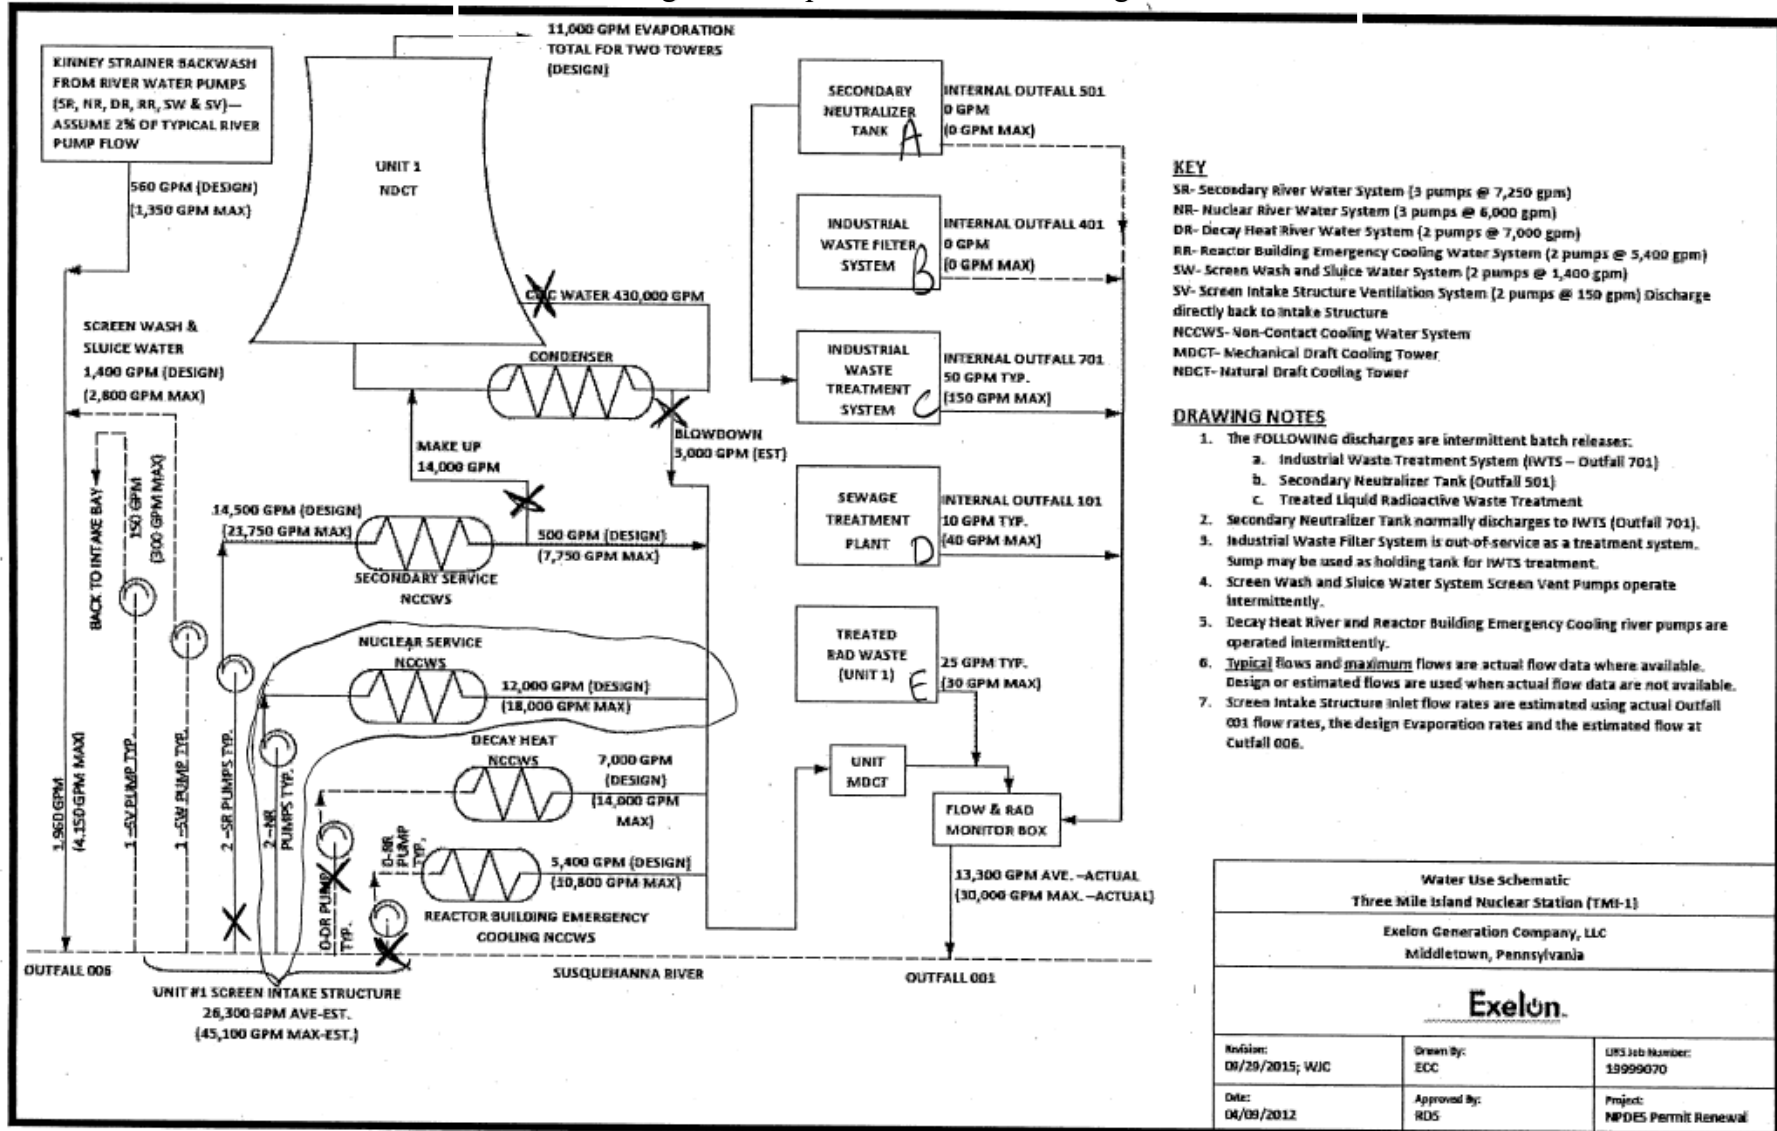 11,000 GPM EVAPORATION
TOTAL FOR TWO TOWERS
(DESIGN)
KINNEY STRAINER BACKWASH
FROM RIVER WATER PUMPS
(SR, NR, DR, RR, SW & SV)—
ASSUME 2% OF TYPICAL RIVER
PUMP FLOW
560 GPM (DESIGN)
(1,350 GPM MAX)
UNIT 1
NDCT
WATER 430,000 GPM
SCREEN WASH &
SLUICE WATER
1,400 GPM (DESIGN)
(2,800 GPM MAX)
CONDENSER
BLOWDOWN
3,000 GPM (EST)
MAKE UP
14,000 GPM
BACK TO INTAKE BAY
150 GPM
(300 GPM MAX)
14,500 GPM (DESIGN)
(21,750 GPM MAX)
500 GPM (DESIGN)
(7,750 GPM MAX)
SECONDARY SERVICE
NCCWS
NUCLEAR SERVICE
NCCWS
12,000 GPM (DESIGN)
(18,000 GPM MAX)
DECAY HEAT
NCCWS
7,000 GPM
(DESIGN)
(14,000 GPM
MAX)
5,400 GPM (DESIGN)
(10,800 GPM MAX)
REACTOR BUILDING EMERGENCY
COOLING NCCWS
1,960 GPM
(4,150 GPM MAX)
1 –SV PUMP TYP.
1 –SW PUMP TYP.
2 –SR PUMPS TYP.
2 –NR
PUMPS TYP.
0-DR PUMP
TYP.
0-RR
PUMP
TYP.
OUTFALL 006
SUSQUEHANNA RIVER
OUTFALL 001
UNIT #1 SCREEN INTAKE STRUCTURE
26,300 GPM AVE-EST.
(45,100 GPM MAX-EST.)
SECONDARY
NEUTRALIZER
TANK
A
INTERNAL OUTFALL 501
0 GPM
(0 GPM MAX)
INDUSTRIAL
WASTE FILTER
SYSTEM
B
INTERNAL OUTFALL 401
0 GPM
(0 GPM MAX)
INDUSTRIAL
WASTE
TREATMENT
SYSTEM
C
INTERNAL OUTFALL 701
50 GPM TYP.
(150 GPM MAX)
SEWAGE
TREATMENT
PLANT
D
INTERNAL OUTFALL 101
10 GPM TYP.
(40 GPM MAX)
TREATED
RAD WASTE
(UNIT 1)
E
25 GPM TYP.
(30 GPM MAX)
UNIT
MDCT
FLOW & RAD
MONITOR BOX
13,300 GPM AVE. –ACTUAL
(30,000 GPM MAX. –ACTUAL)
KEY
SR- Secondary River Water System (3 pumps @ 7,250 gpm)
NR- Nuclear River Water System (3 pumps @ 6,000 gpm)
DR- Decay Heat River Water System (2 pumps @ 7,000 gpm)
RR- Reactor Building Emergency Cooling Water System (2 pumps @ 5,400 gpm)
SW- Screen Wash and Sluice Water System (2 pumps @ 1,400 gpm)
SV- Screen Intake Structure Ventilation System (2 pumps @ 150 gpm) Discharge
directly back to Intake Structure
NCCWS- Non-Contact Cooling Water System
MDCT- Mechanical Draft Cooling Tower
NDCT- Natural Draft Cooling Tower
DRAWING NOTES
1. The FOLLOWING discharges are intermittent batch releases:
a. Industrial Waste Treatment System (IWTS – Outfall 701)
b. Secondary Neutralizer Tank (Outfall 501)
c. Treated Liquid Radioactive Waste Treatment
2. Secondary Neutralizer Tank normally discharges to IWTS (Outfall 701).
3. Industrial Waste Filter System is out-of-service as a treatment system.
Sump may be used as holding tank for IWTS treatment.
4. Screen Wash and Sluice Water System Screen Vent Pumps operate
intermittently.
5. Decay Heat River and Reactor Building Emergency Cooling river pumps are
operated intermittently.
6. Typical flows and maximum flows are actual flow data where available.
Design or estimated flows are used when actual flow data are not available.
7. Screen Intake Structure inlet flow rates are estimated using actual Outfall
001 flow rates, the design Evaporation rates and the estimated flow at
Outfall 006.
Water Use Schematic
Three Mile Island Nuclear Station (TMI-1)
Exelon Generation Company, LLC
Middletown, Pennsylvania
Exelon.
Revision:
09/29/2015; WJC
Drawn By:
ECC
URS Job Number:
19999070
Date:
04/09/2012
Approved By:
RDS
Project:
NPDES Permit Renewal